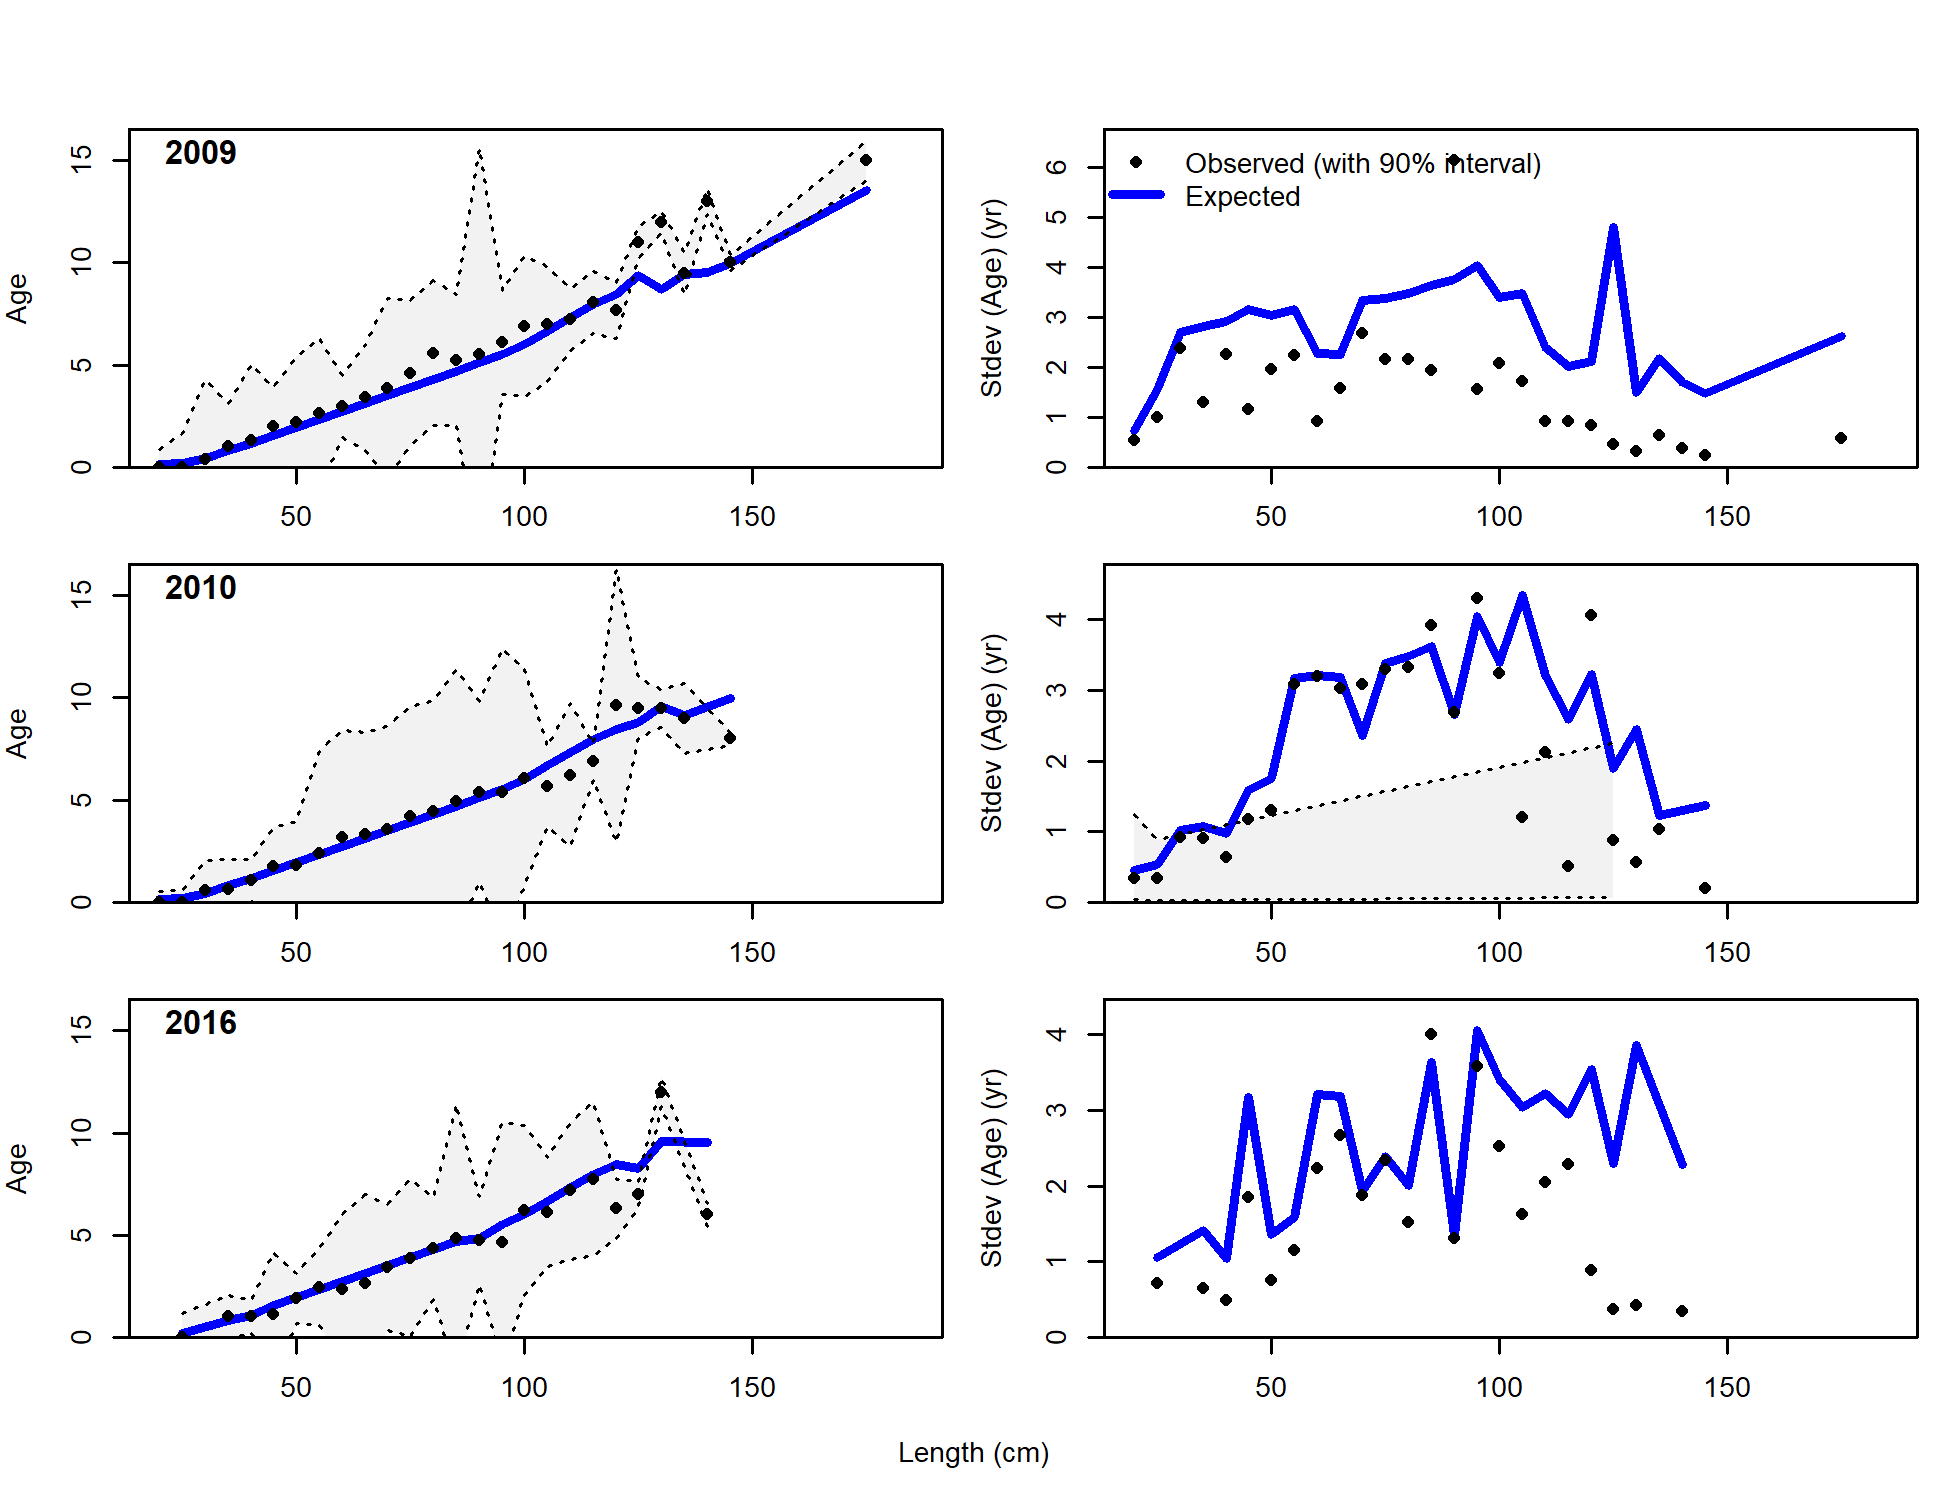 2009
Age
0 5 10 15
50 100 150
Observed (with 90% interval)
Expected
Stdev (Age) (yr)
0 1 2 3 4 5 6
50 100 150
2010
Age
0 5 10 15
50 100 150
Stdev (Age) (yr)
0 1 2 3 4
50 100 150
2016
Age
0 5 10 15
50 100 150
Stdev (Age) (yr)
0 1 2 3 4
50 100 150
Length (cm)